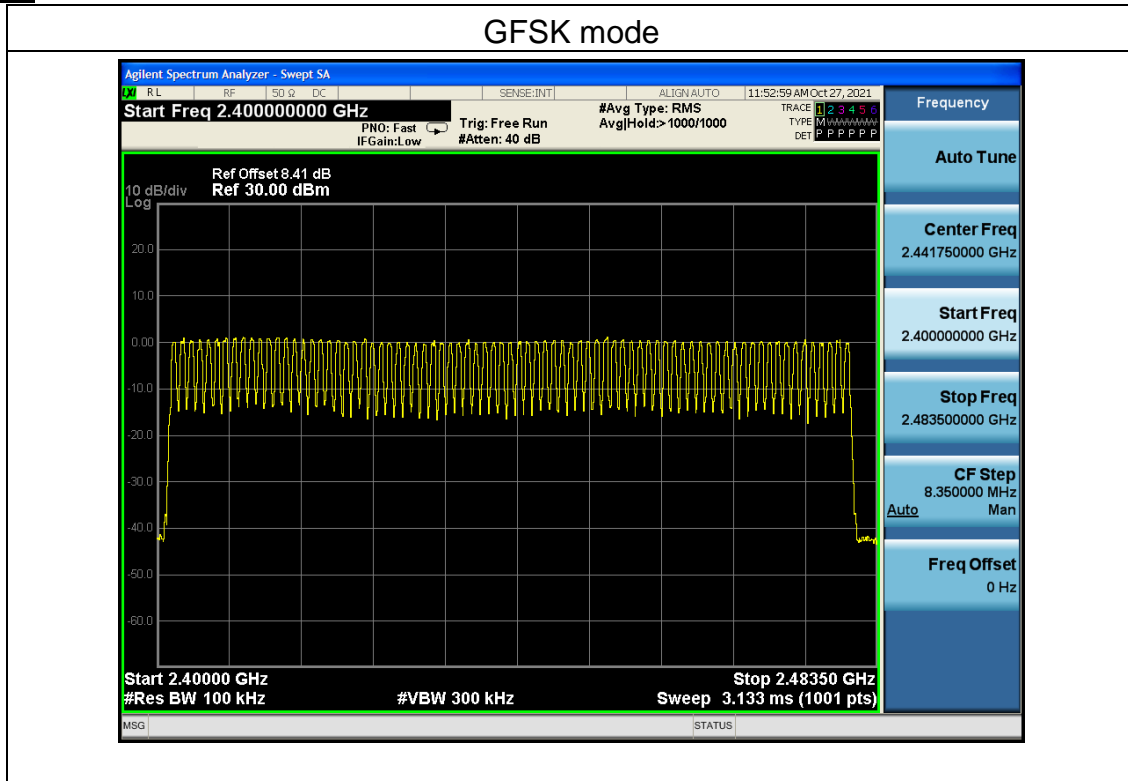 GFSK mode
Agilent Spectrum Analyzer - Swept SA
LXI RL RF 50 Ω DC SENSE:INT ALIGN AUTO 11:52:59 AM Oct 27, 2021
Start Freq 2.400000000 GHz
PNO: Fast
IFGain:Low
Trig: Free Run
#Atten: 40 dB
#Avg Type: RMS
Avg|Hold:>1000/1000
TRACE 1 2 3 4 5 6
TYPE M WWWWW
DET P P P P P P
Ref Offset 8.41 dB
10 dB/div Ref 30.00 dBm
Log
20.0
10.0
0.00
-10.0
-20.0
-30.0
-40.0
-50.0
-60.0
Start 2.40000 GHz Stop 2.48350 GHz
#Res BW 100 kHz #VBW 300 kHz Sweep 3.133 ms (1001 pts)
MSG STATUS
Frequency
Auto Tune
Center Freq
2.441750000 GHz
Start Freq
2.400000000 GHz
Stop Freq
2.483500000 GHz
CF Step
8.350000 MHz
Auto Man
Freq Offset
0 Hz